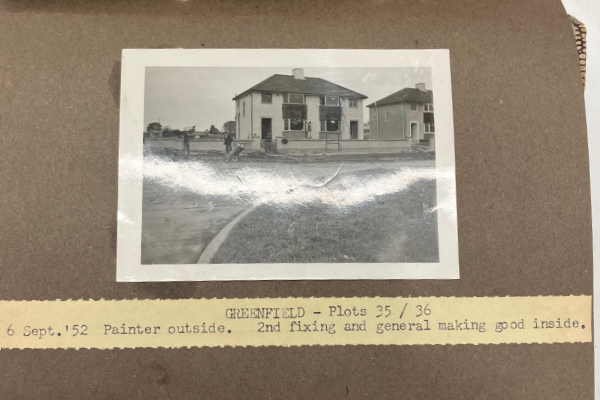 GREENFIELD - Plots 35 / 36
6 Sept.'52 Painter outside. 2nd fixing and general making good inside.